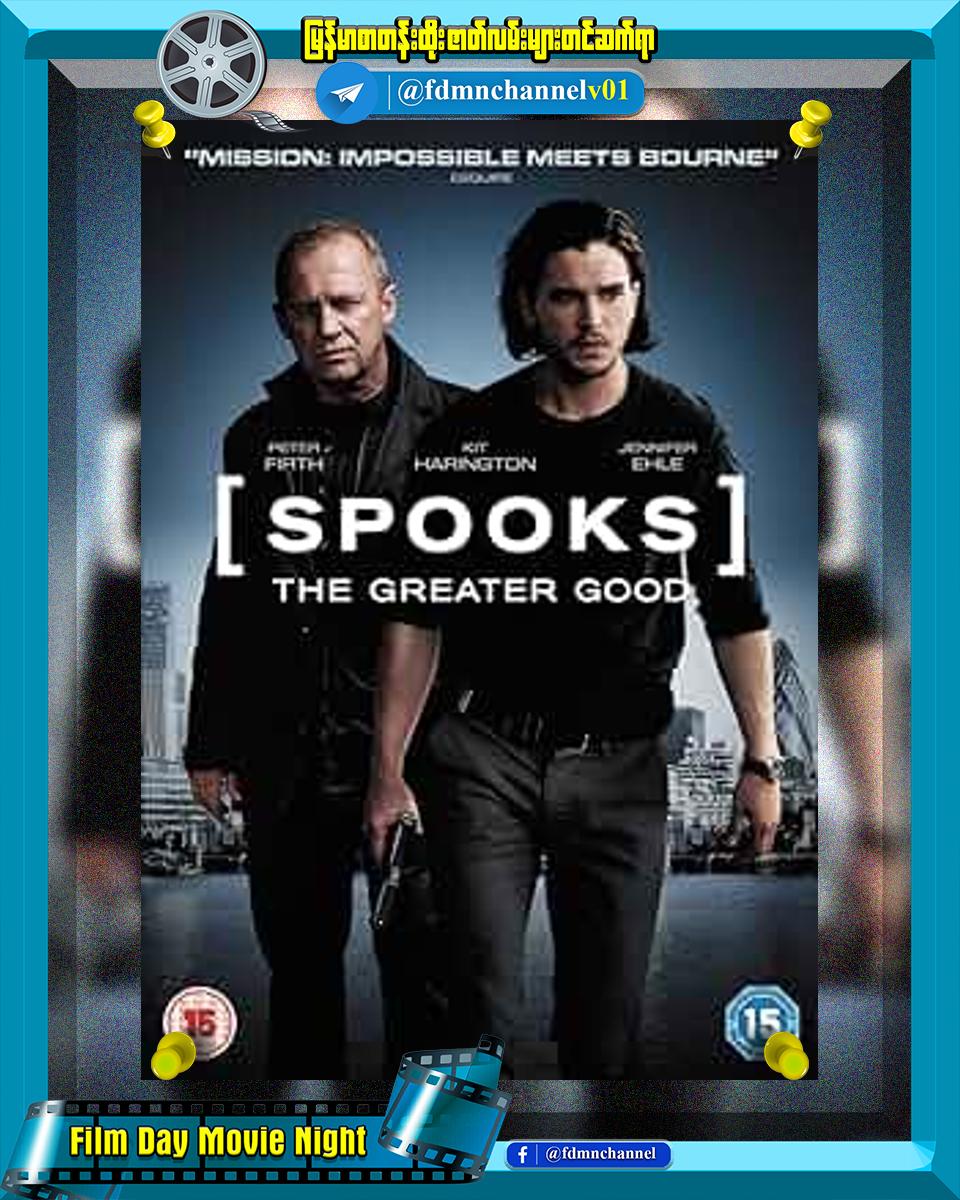 မြန်မာစာတန်းထိုးဇာတ်လမ်းများတင်ဆက်ရာ
@fdmnchannelv01
"MISSION: IMPOSSIBLE MEETS BOURNE"
ESQUIRE
PETER FIRTH
KIT HARINGTON
JENNIFER EHLE
[SPOOKS]
THE GREATER GOOD
15
15
Film Day Movie Night
@fdmnchannel